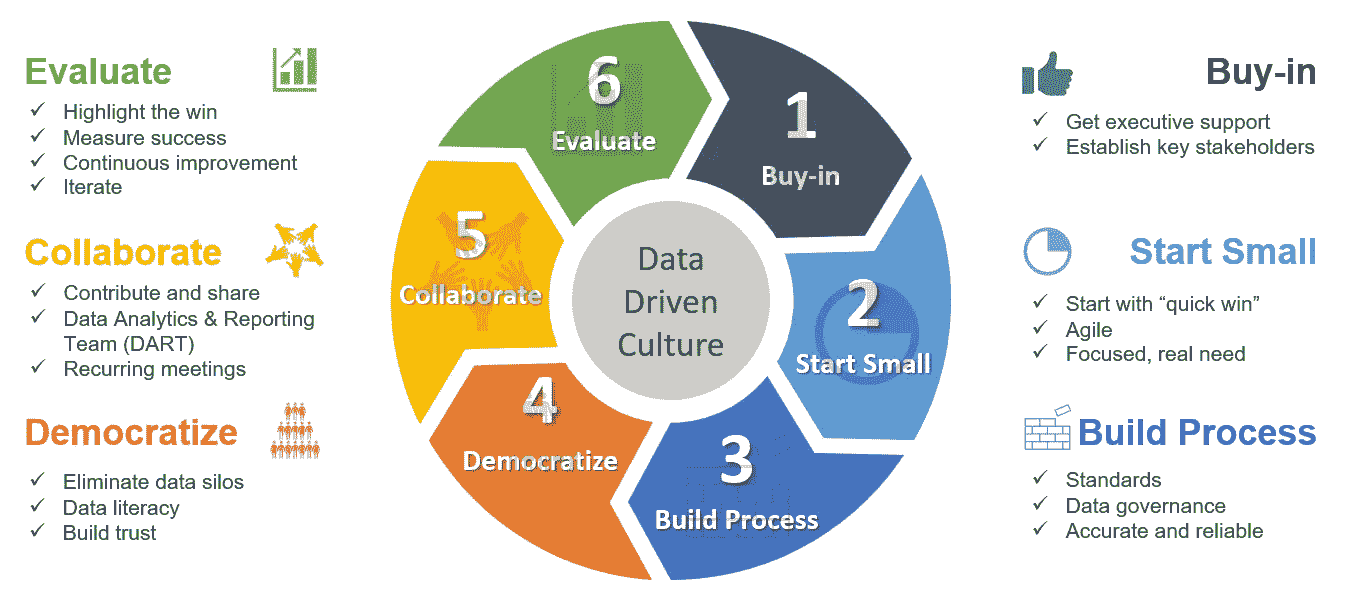 Evaluate
✓ Highlight the win
✓ Measure success
✓ Continuous improvement
✓ Iterate
Collaborate
✓ Contribute and share
✓ Data Analytics & Reporting
Team (DART)
✓ Recurring meetings
Democratize
✓ Eliminate data silos
✓ Data literacy
✓ Build trust
6
Evaluate
1
Buy-in
5
Collaborate
2
Start Small
4
Democratize
3
Build Process
Data
Driven
Culture
Buy-in
✓ Get executive support
✓ Establish key stakeholders
Start Small
✓ Start with “quick win”
✓ Agile
✓ Focused, real need
Build Process
✓ Standards
✓ Data governance
✓ Accurate and reliable